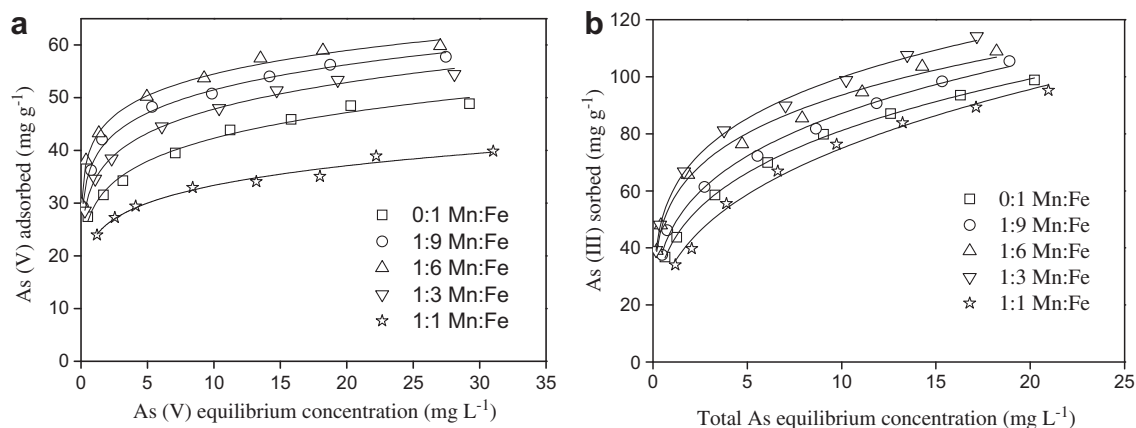 a
As (V) adsorbed (mg g⁻¹)
60
50
40
30
20
10
0
0 5 10 15 20 25 30 35
As (V) equilibrium concentration (mg L⁻¹)
0:1 Mn:Fe
1:9 Mn:Fe
1:6 Mn:Fe
1:3 Mn:Fe
1:1 Mn:Fe
b
As (III) sorbed (mg g⁻¹)
120
100
80
60
40
20
0
0 5 10 15 20 25
Total As equilibrium concentration (mg L⁻¹)
0:1 Mn:Fe
1:9 Mn:Fe
1:6 Mn:Fe
1:3 Mn:Fe
1:1 Mn:Fe